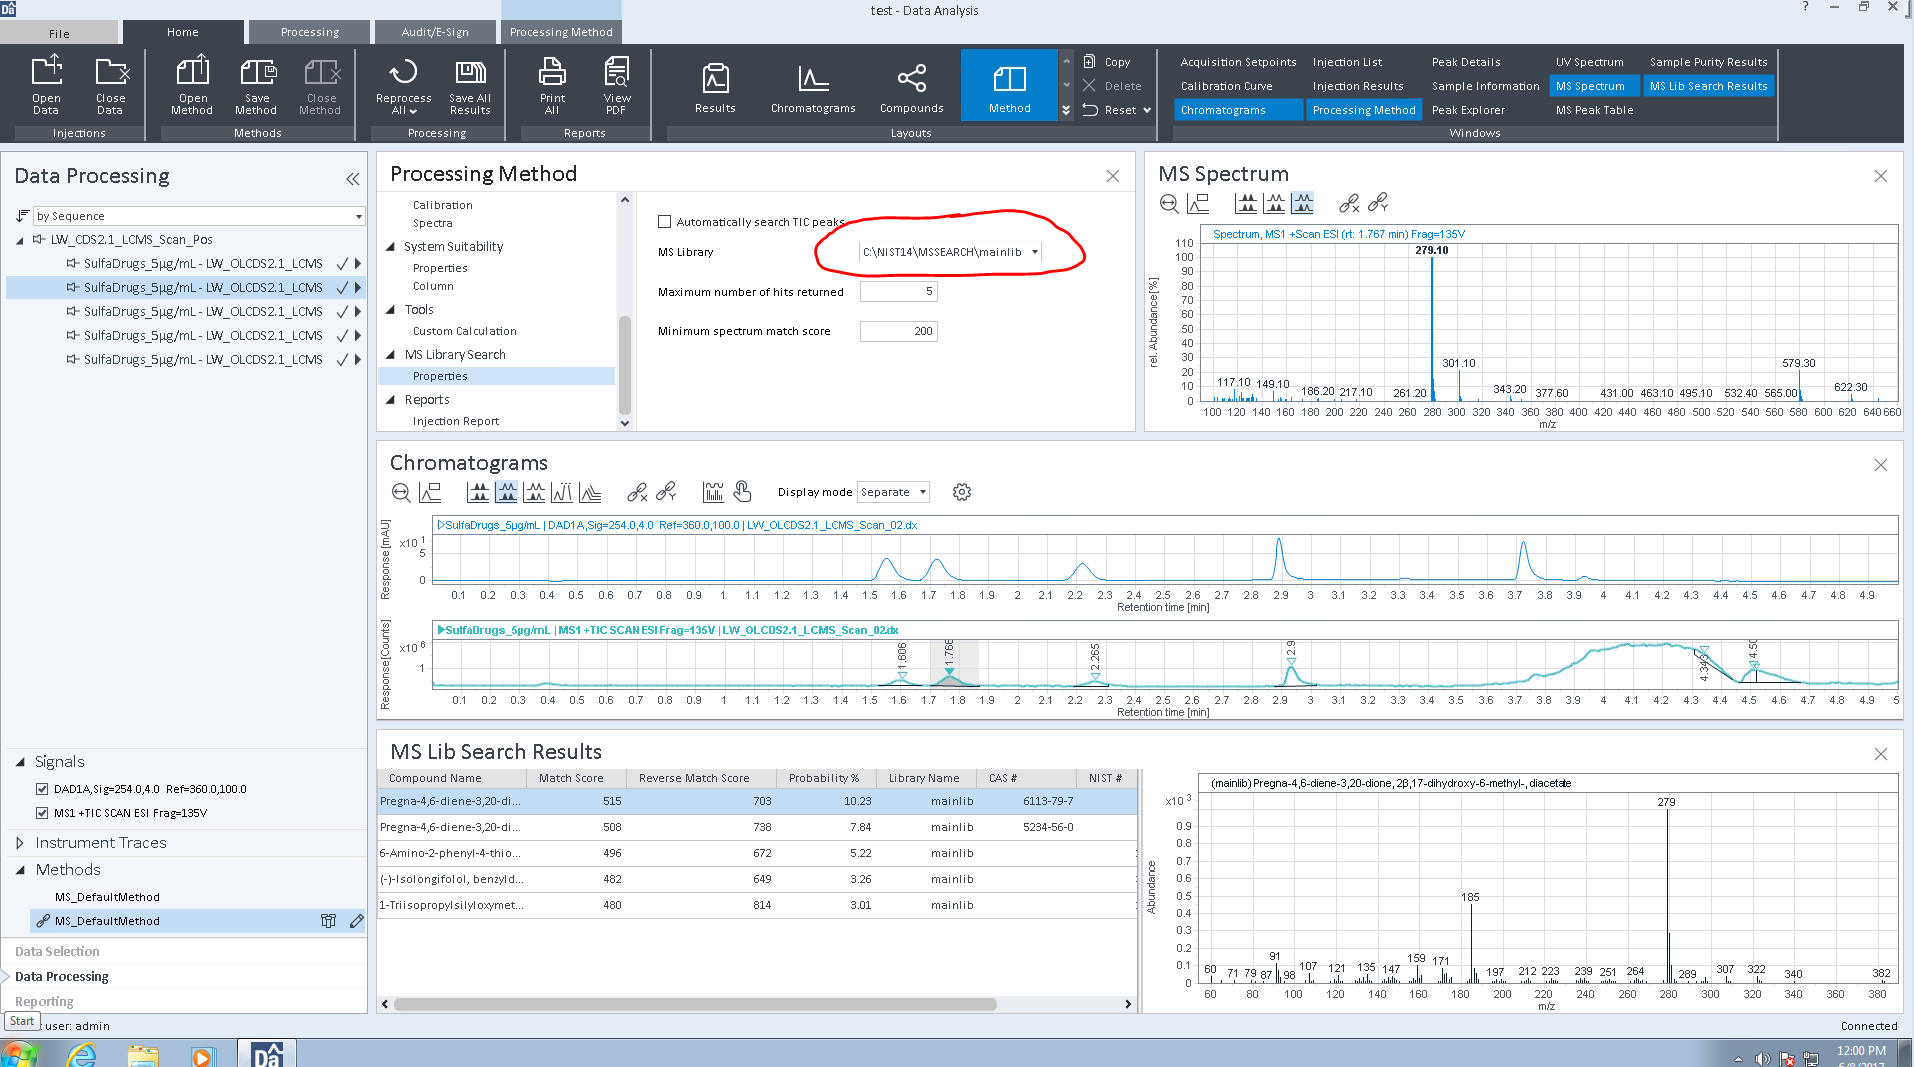 test - Data Analysis
File
Home
Processing
Audit/E-Sign
Processing Method
Open Data
Close Data
Open Method
Save Method
Close Method
Reprocess All
Save All Results
Print All
View PDF
Results
Chromatograms
Compounds
Method
Copy
Delete
Reset
Acquisition Setpoints
Injection List
Peak Details
UV Spectrum
Sample Purity Results
Calibration Curve
Injection Results
Sample Information
MS Spectrum
MS Lib Search Results
Chromatograms
Processing Method
Peak Explorer
MS Peak Table
Injections
Methods
Processing
Reports
Layouts
Windows
Data Processing
by Sequence
LW_CDS2.1_LCMS_Scan_Pos
SulfaDrugs_5µg/mL - LW_OLCDS2.1_LCMS
SulfaDrugs_5µg/mL - LW_OLCDS2.1_LCMS
SulfaDrugs_5µg/mL - LW_OLCDS2.1_LCMS
SulfaDrugs_5µg/mL - LW_OLCDS2.1_LCMS
SulfaDrugs_5µg/mL - LW_OLCDS2.1_LCMS
Signals
DAD1A,Sig=254.0,4.0 Ref=360.0,100.0
MS1 +TIC SCAN ESI Frag=135V
Instrument Traces
Methods
MS_DefaultMethod
MS_DefaultMethod
Data Selection
Data Processing
Reporting
Start
user: admin
Processing Method
Calibration
Spectra
System Suitability
Properties
Column
Tools
Custom Calculation
MS Library Search
Properties
Reports
Injection Report
Automatically search TIC peaks
MS Library
C:\NIST14\MSSEARCH\mainlib
Maximum number of hits returned
5
Minimum spectrum match score
200
MS Spectrum
Spectrum, MS1 +Scan ESI (rt: 1.767 min) Frag=135V
rel. Abundance [%]
110
100
90
80
70
60
50
40
30
20
10
0
279.10
301.10
579.30
117.10
149.10
186.20
217.10
261.20
343.20
377.60
431.00
463.10
495.10
532.40
565.00
622.30
100 120 140 160 180 200 220 240 260 280 300 320 340 360 380 400 420 440 460 480 500 520 540 560 580 600 620 640 660
m/z
Chromatograms
Display mode
Separate
SulfaDrugs_5µg/mL | DAD1A,Sig=254.0,4.0 Ref=360.0,100.0 | LW_OLCDS2.1_LCMS_Scan_02.dx
Response [mAU]
x10 1
5
0
0.1 0.2 0.3 0.4 0.5 0.6 0.7 0.8 0.9 1 1.1 1.2 1.3 1.4 1.5 1.6 1.7 1.8 1.9 2 2.1 2.2 2.3 2.4 2.5 2.6 2.7 2.8 2.9 3 3.1 3.2 3.3 3.4 3.5 3.6 3.7 3.8 3.9 4 4.1 4.2 4.3 4.4 4.5 4.6 4.7 4.8 4.9
Retention time [min]
SulfaDrugs_5µg/mL | MS1 +TIC SCAN ESI Frag=135V | LW_OLCDS2.1_LCMS_Scan_02.dx
Response [Counts]
x10 6
1
1.606
1.766
2.265
2.9
4.343
4.50
0.1 0.2 0.3 0.4 0.5 0.6 0.7 0.8 0.9 1 1.1 1.2 1.3 1.4 1.5 1.6 1.7 1.8 1.9 2 2.1 2.2 2.3 2.4 2.5 2.6 2.7 2.8 2.9 3 3.1 3.2 3.3 3.4 3.5 3.6 3.7 3.8 3.9 4 4.1 4.2 4.3 4.4 4.5 4.6 4.7 4.8 4.9 5
Retention time [min]
MS Lib Search Results
Compound Name Match Score Reverse Match Score Probability % Library Name CAS # NIST #
Pregna-4,6-diene-3,20-di... 515 703 10.23 mainlib 6113-79-7
Pregna-4,6-diene-3,20-di... 508 738 7.84 mainlib 5234-56-0
6-Amino-2-phenyl-4-thio... 496 672 5.22 mainlib
(-)-Isolongifolol, benzyld... 482 649 3.26 mainlib
1-Triisopropylsilyloxymet... 480 814 3.01 mainlib
(mainlib) Pregna-4,6-diene-3,20-dione, 2β,17-dihydroxy-6-methyl-, diacetate
Abundance
x10 3
0.9
0.8
0.7
0.6
0.5
0.4
0.3
0.2
0.1
0
279
185
60 71 79 87 91 98 107 121 135 147 159 171 197 212 223 239 251 264 289 307 322 340 382
60 80 100 120 140 160 180 200 220 240 260 280 300 320 340 360 380
m/z
Connected
12:00 PM